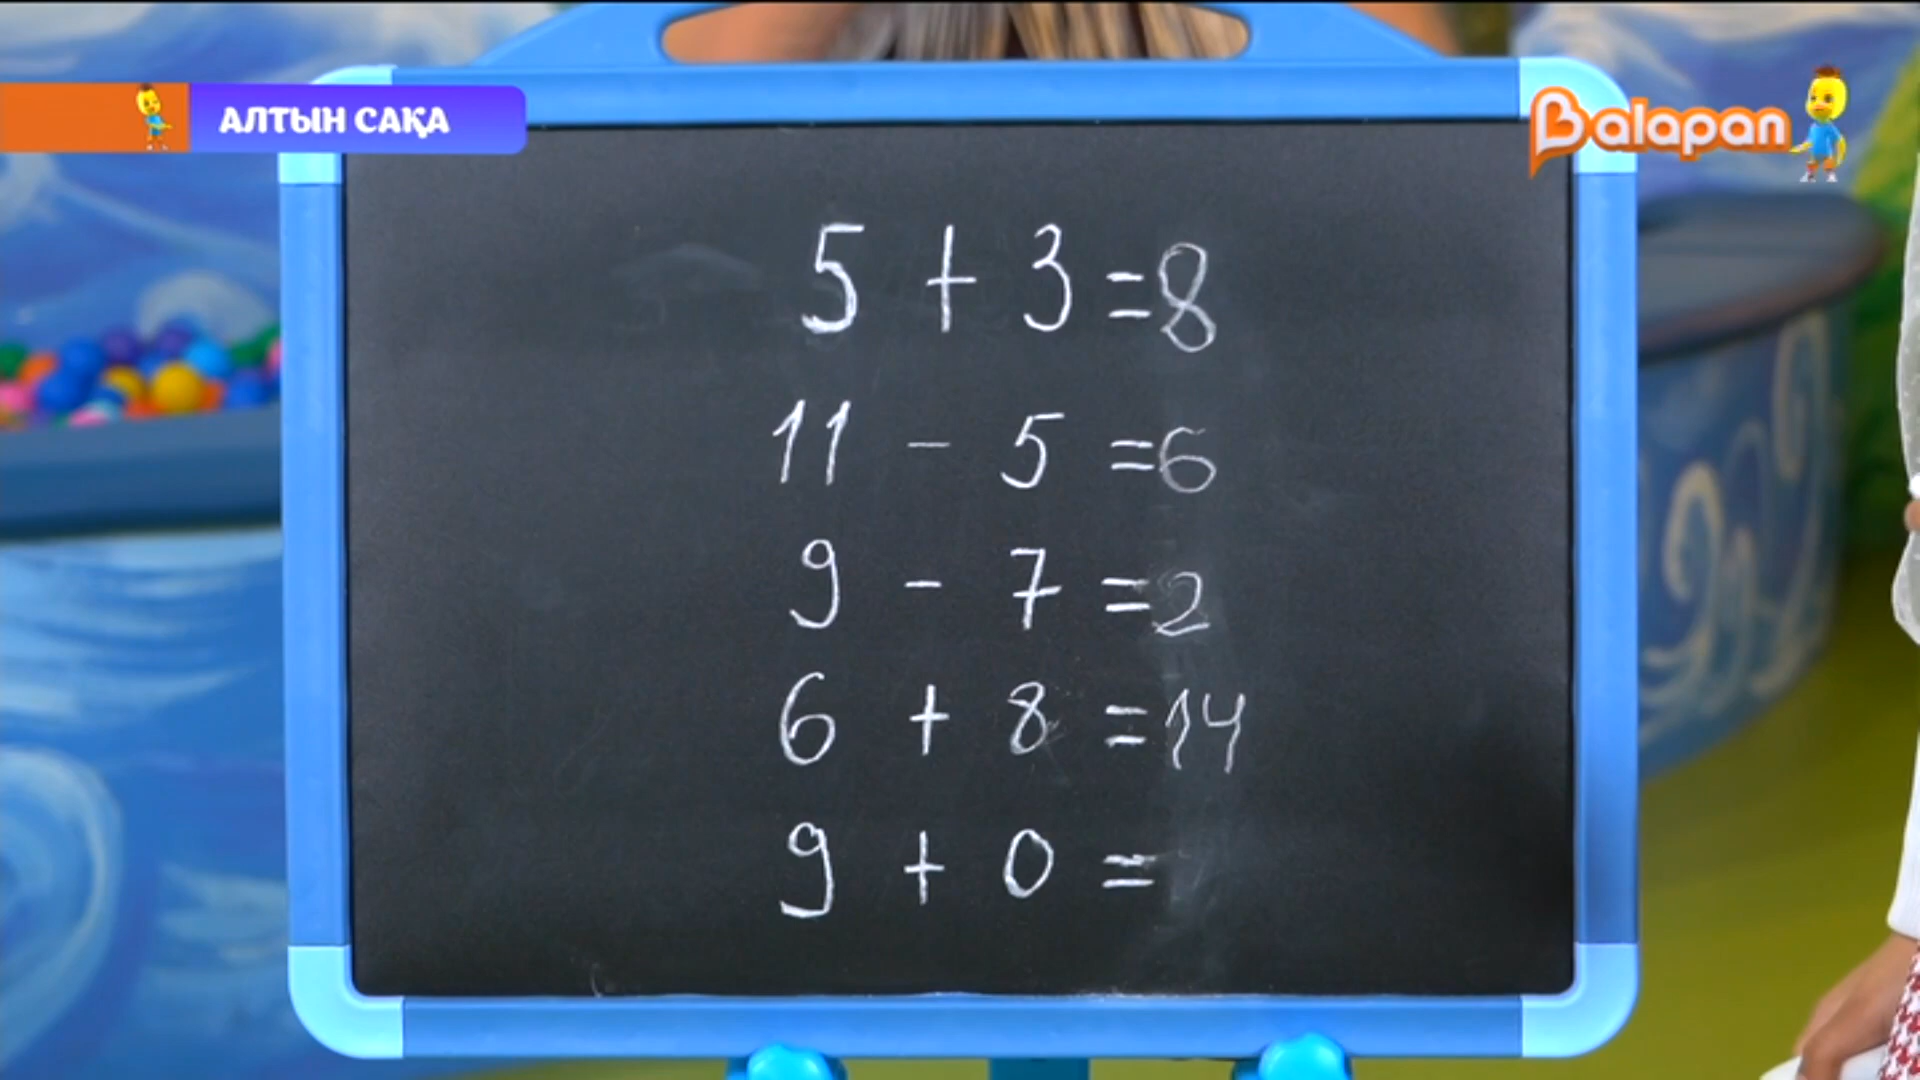 АЛТЫН САҚА
Balapan
5 + 3 = 8
11 - 5 = 6
9 - 7 = 2
6 + 8 = 14
9 + 0 =